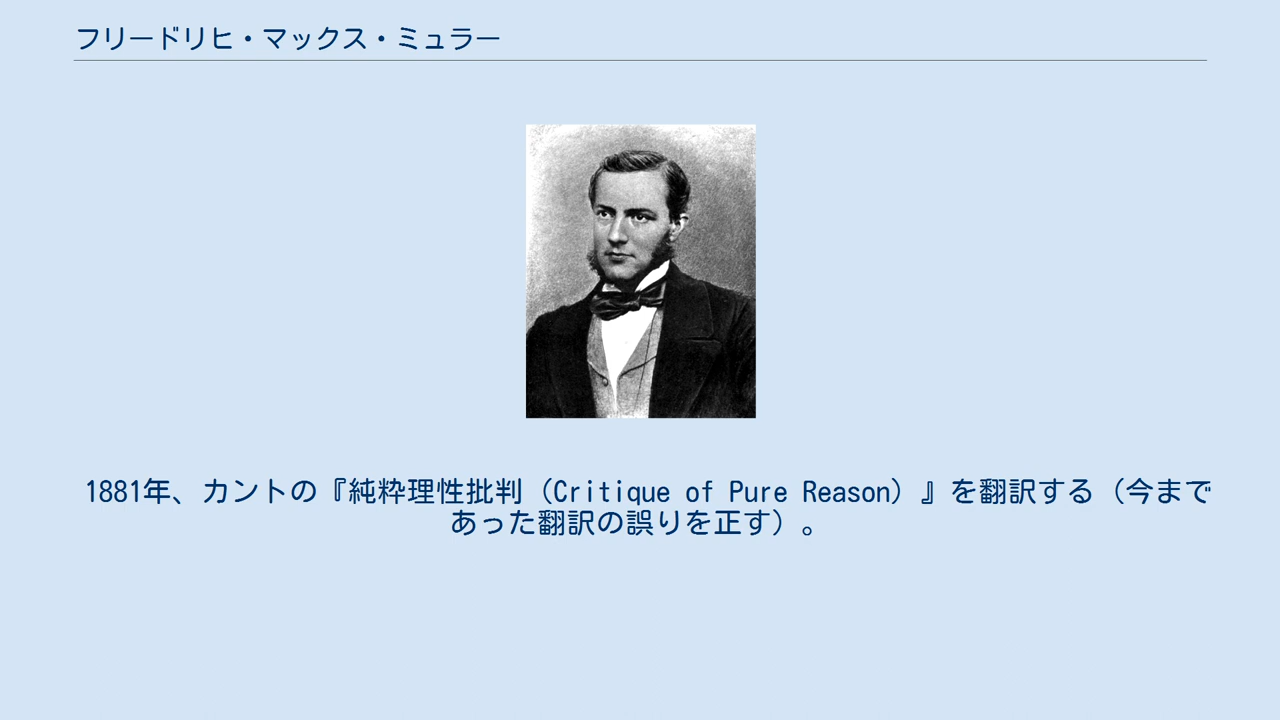 フリードリヒ・マックス・ミュラー
1881年、カントの『純粋理性批判（Critique of Pure Reason）』を翻訳する（今まで
あった翻訳の誤りを正す）。